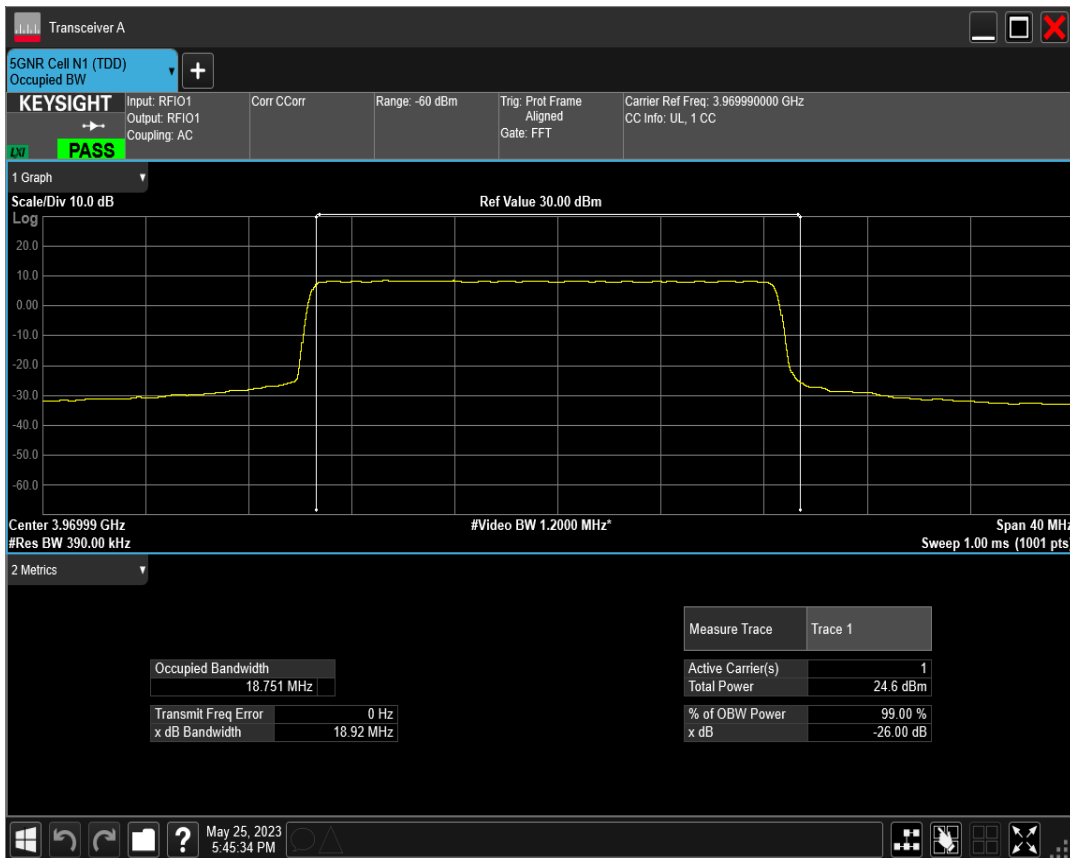 Transceiver A
5GNR Cell N1 (TDD)
Occupied BW
KEYSIGHT
LXI
PASS
Input: RFIO1
Output: RFIO1
Coupling: AC
Corr CCorr
Range: -60 dBm
Trig: Prot Frame
Aligned
Gate: FFT
Carrier Ref Freq: 3.969990000 GHz
CC Info: UL, 1 CC
1 Graph
Scale/Div 10.0 dB
Ref Value 30.00 dBm
Log
20.0
10.0
0.00
-10.0
-20.0
-30.0
-40.0
-50.0
-60.0
Center 3.96999 GHz
#Video BW 1.2000 MHz*
Span 40 MHz
#Res BW 390.00 kHz
Sweep 1.00 ms (1001 pts)
2 Metrics
Measure Trace Trace 1
Occupied Bandwidth
18.751 MHz
Active Carrier(s) 1
Total Power 24.6 dBm
Transmit Freq Error 0 Hz
x dB Bandwidth 18.92 MHz
% of OBW Power 99.00 %
x dB -26.00 dB
?
May 25, 2023
5:45:34 PM